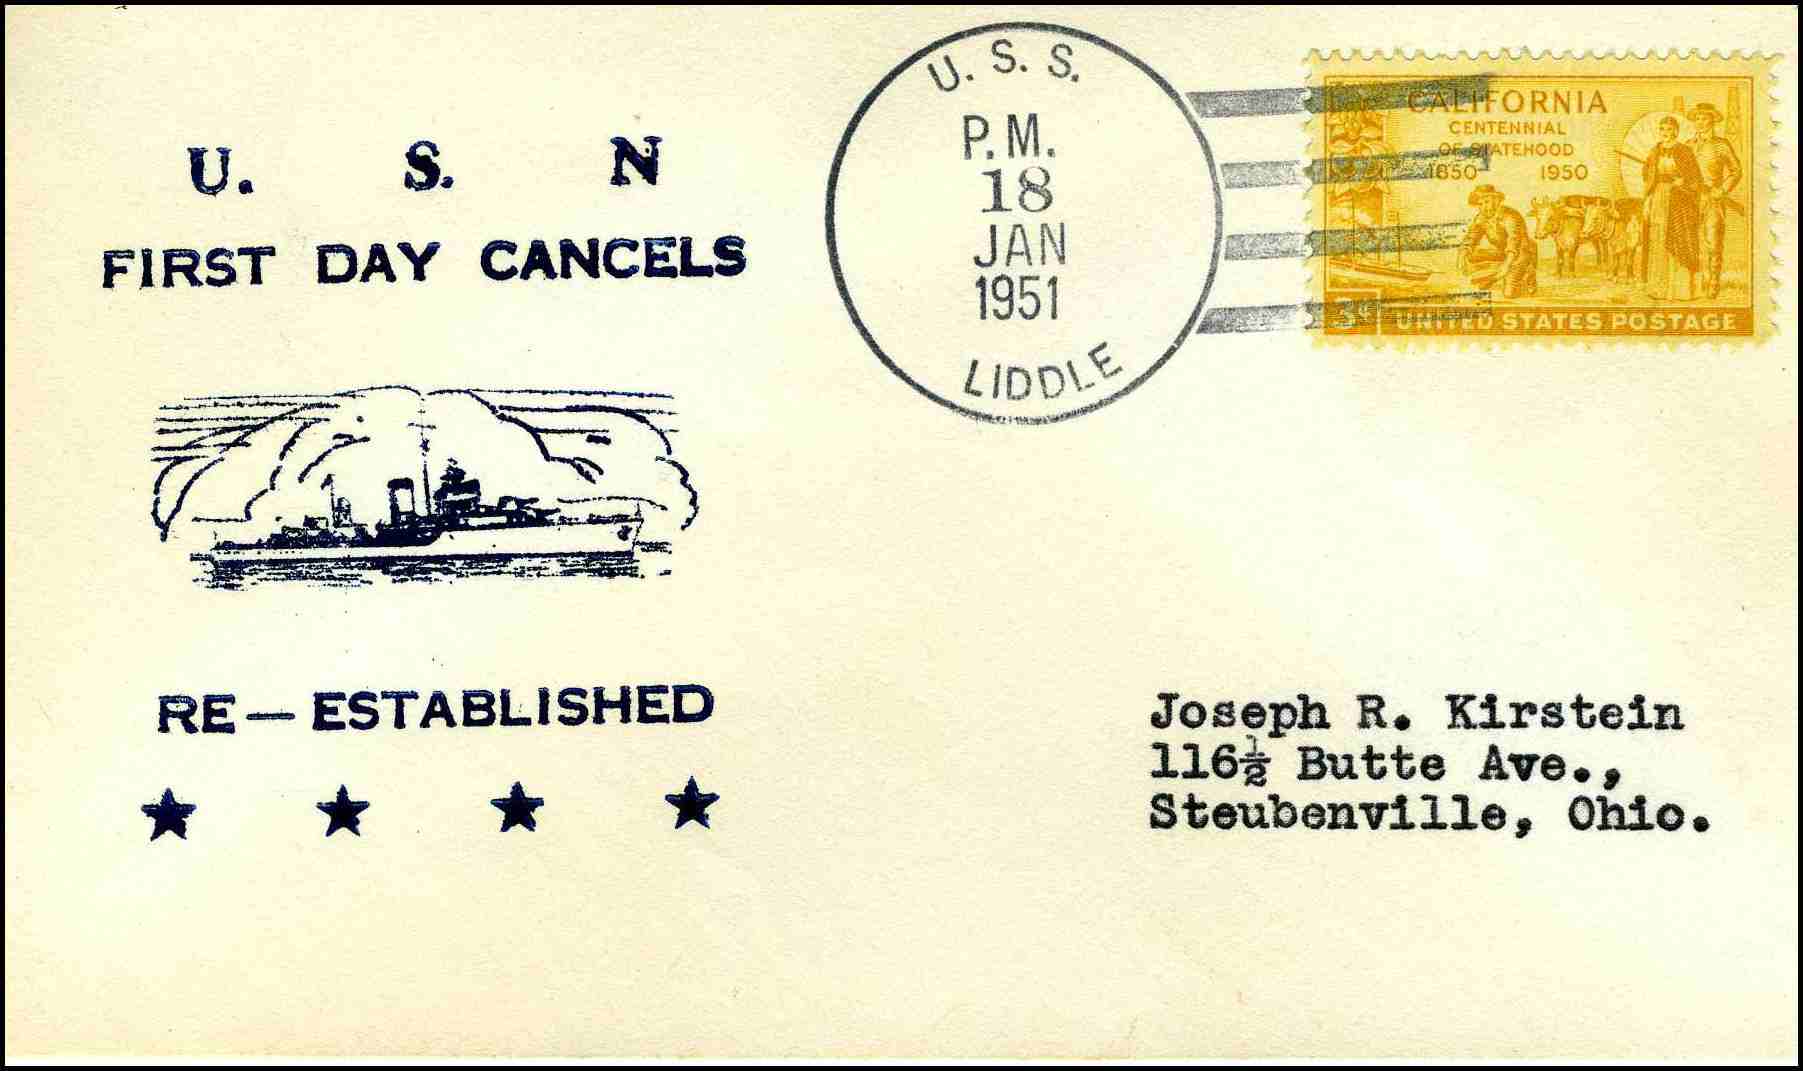 U. S. N
FIRST DAY CANCELS
RE—ESTABLISHED
U. S. S.
P.M.
18
JAN
1951
LIDDLE
CALIFORNIA
CENTENNIAL
OF STATEHOOD
1850 1950
3¢ UNITED STATES POSTAGE
Joseph R. Kirstein
116½ Butte Ave.,
Steubenville, Ohio.